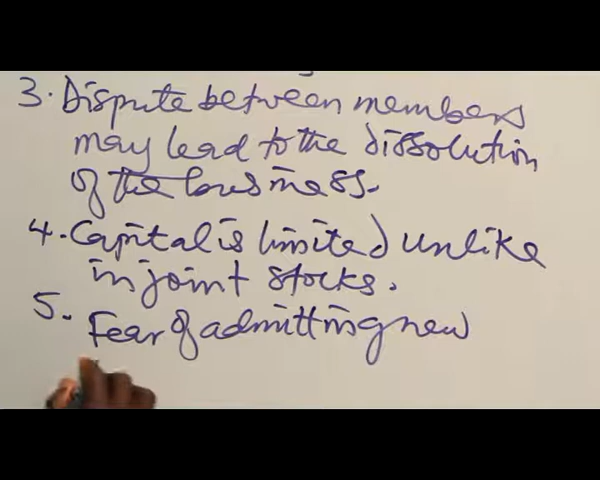 3. Dispute between members
may lead to the dissolution
of the business.
4. Capital is limited unlike
in joint stocks.
5. Fear of admitting new